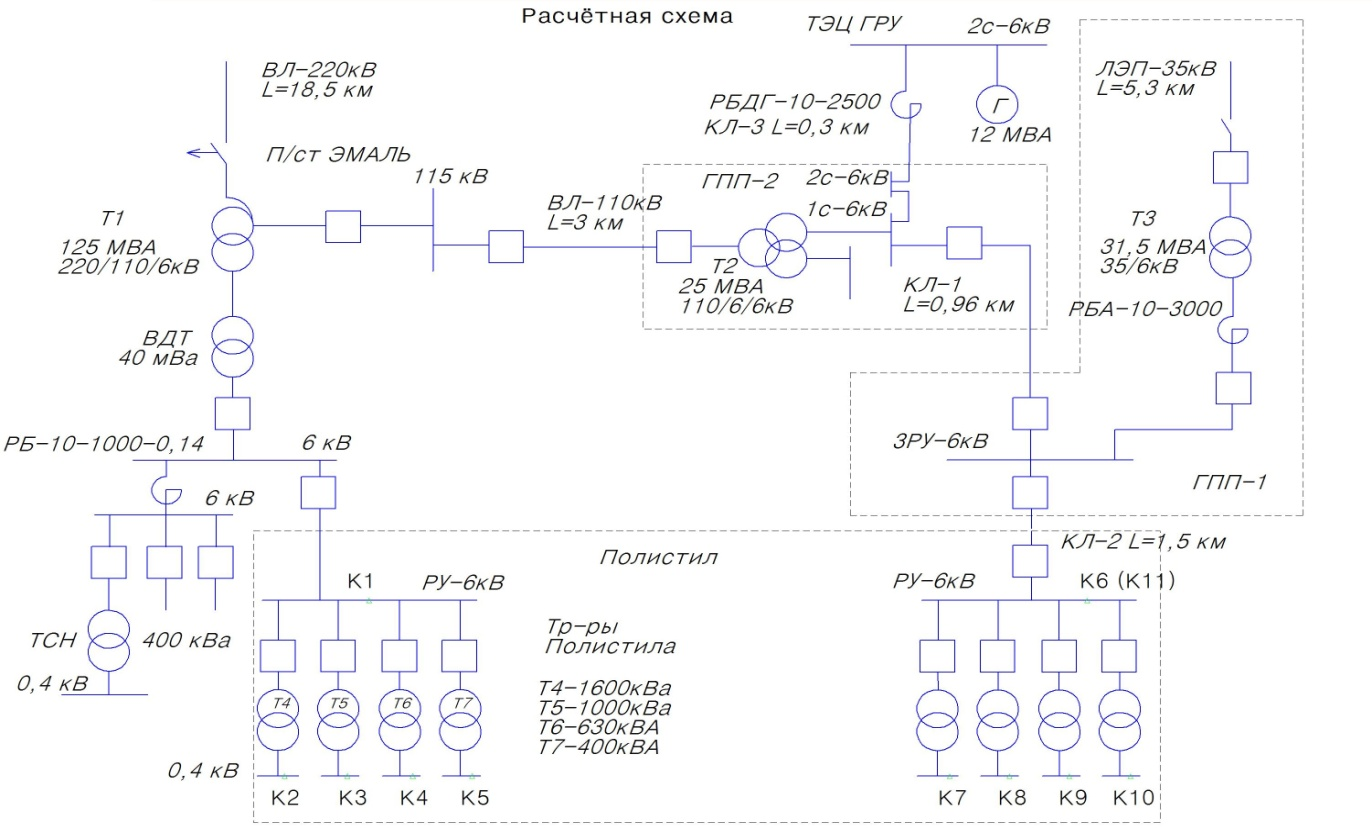 Расчётная схема
ВЛ-220кВ
L=18,5 км
П/ст ЭМАЛЬ
115 кВ
Т1
125 МВА
220/110/6кВ
ВДТ
40 мВа
РБ-10-1000-0,14
6 кВ
6 кВ
ТСН
400 кВа
0,4 кВ
ВЛ-110кВ
L=3 км
ТЭЦ ГРУ
2с-6кВ
РБДГ-10-2500
КЛ-3 L=0,3 км
Г
12 МВА
ГПП-2
2с-6кВ
1с-6кВ
Т2
25 МВА
110/6/6кВ
КЛ-1
L=0,96 км
ЛЭП-35кВ
L=5,3 км
Т3
31,5 МВА
35/6кВ
РБА-10-3000
ЗРУ-6кВ
ГПП-1
КЛ-2 L=1,5 км
Полистил
К1
РУ-6кВ
Т4
Т5
Т6
Т7
0,4 кВ
К2
К3
К4
К5
Тр-ры
Полистила
Т4-1600кВа
Т5-1000кВа
Т6-630кВА
Т7-400кВА
РУ-6кВ
К6 (К11)
К7
К8
К9
К10